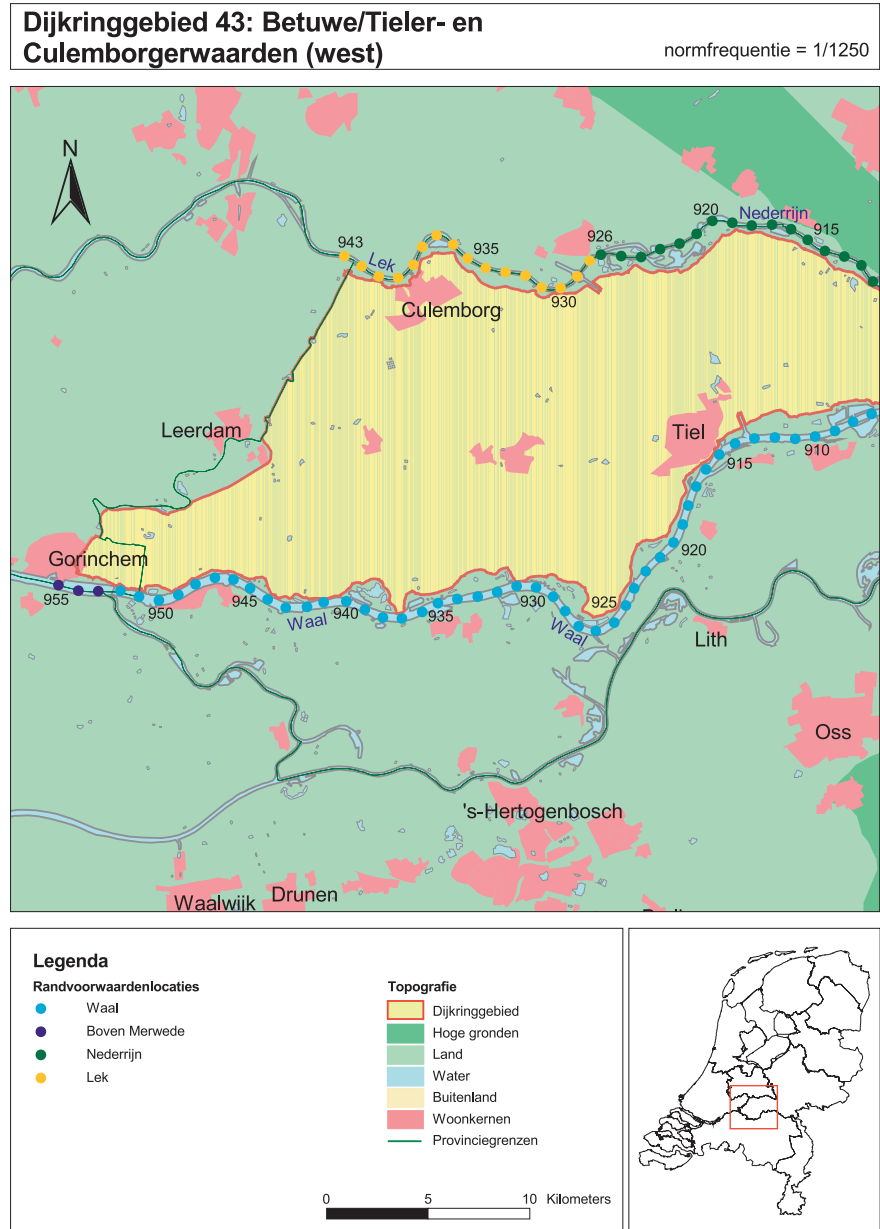 Dijkringgebied 43: Betuwe/Tieler- en
Culemborgerwaarden (west)
normfrequentie = 1/1250
N
920
Nederrijn
915
943
Lek
935
926
930
Culemborg
Leerdam
Tiel
915
910
920
Gorinchem
955
950
945
Waal
940
935
930
925
Waal
Lith
Oss
's-Hertogenbosch
Waalwijk
Drunen
Legenda
Randvoorwaardenlocaties
Waal
Boven Merwede
Nederrijn
Lek
Topografie
Dijkringgebied
Hoge gronden
Land
Water
Buitenland
Woonkernen
Provinciegrenzen
0 5 10 Kilometers